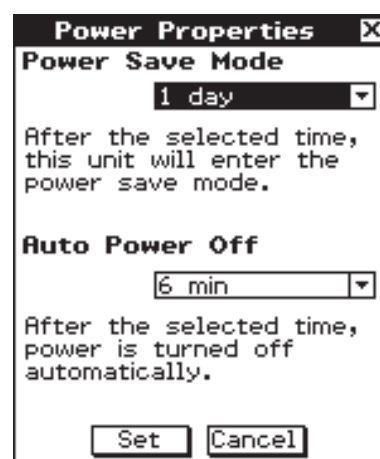 Power Properties X
Power Save Mode
1 day
After the selected time,
this unit will enter the
power save mode.
Auto Power Off
6 min
After the selected time,
power is turned off
automatically.
Set Cancel